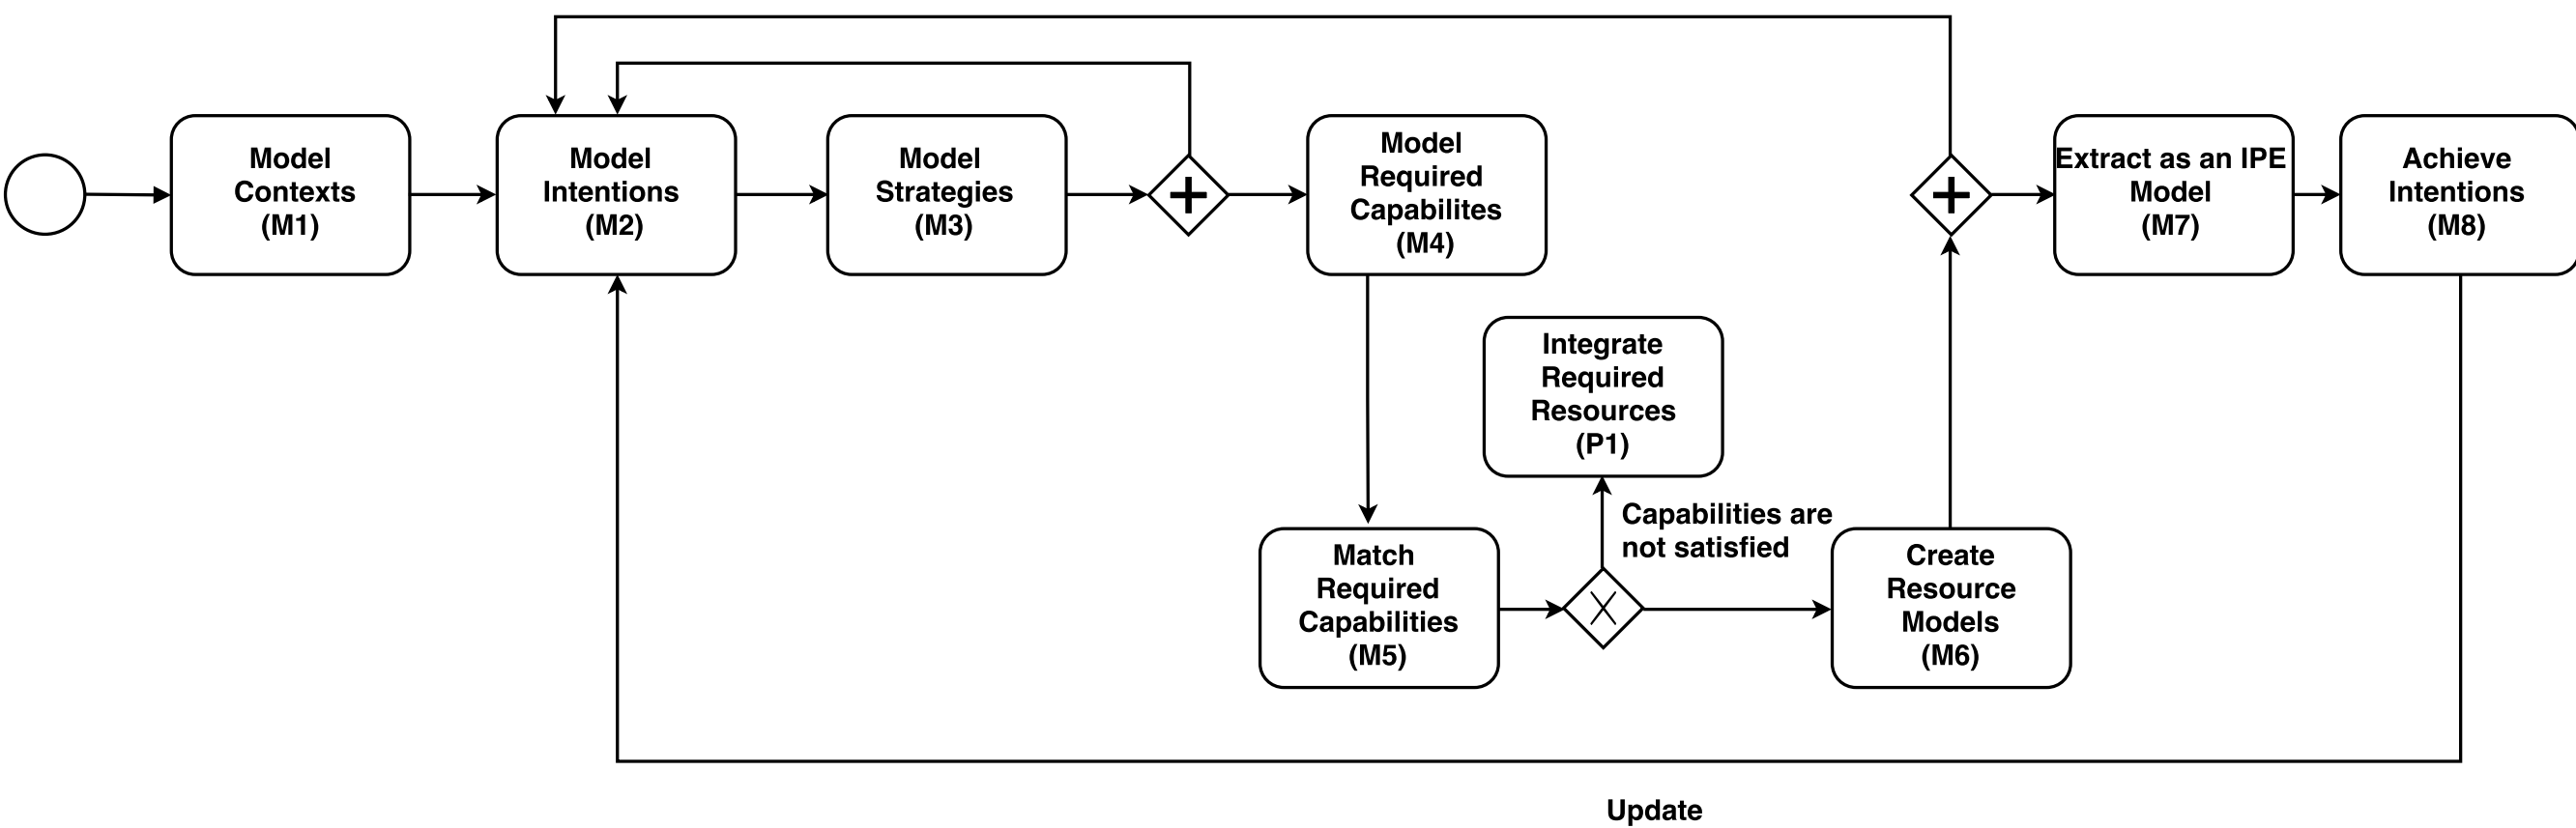 Model
Contexts
(M1)
Model
Intentions
(M2)
Model
Strategies
(M3)
Model
Required
Capabilites
(M4)
Extract as an IPE
Model
(M7)
Achieve
Intentions
(M8)
Integrate
Required
Resources
(P1)
Capabilities are
not satisfied
Match
Required
Capabilities
(M5)
Create
Resource
Models
(M6)
Update